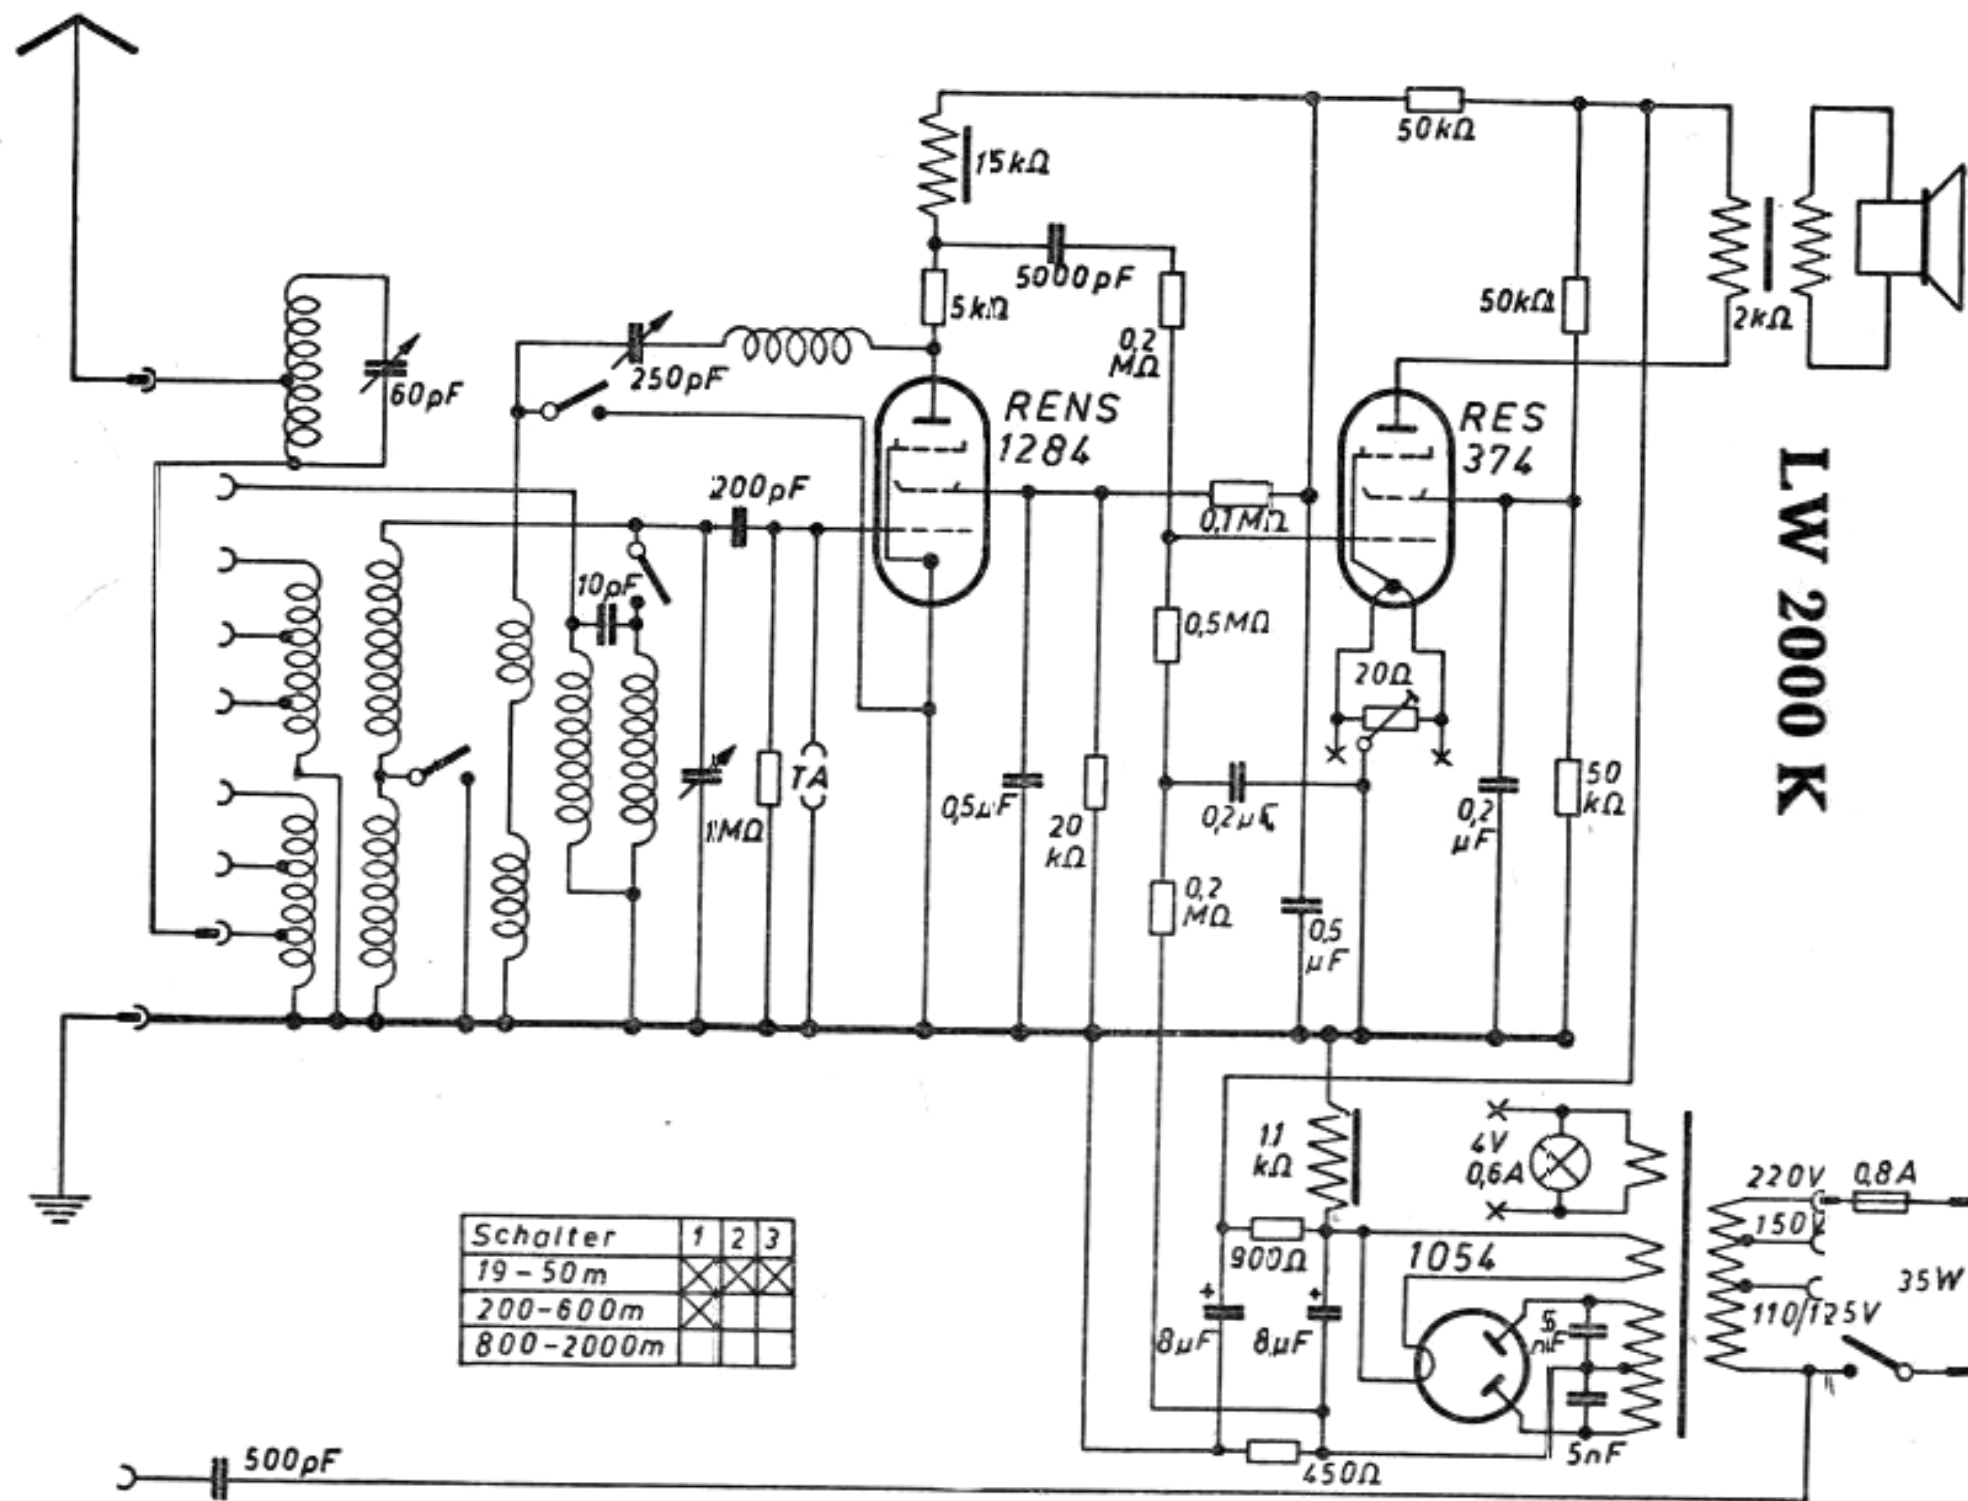 50kΩ
15kΩ
5000pF
5kΩ
50kΩ
2kΩ
0,2
MΩ
250pF
60pF
RENS
1284
RES
374
LW 2000 K
200pF
0,1MΩ
10pF
0,5MΩ
20Ω
TA
1MΩ
0,5µF
20
kΩ
0,2µF
0,2
µF
50
kΩ
0,2
MΩ
0,5
µF
1,1
kΩ
4V
0,6A
220V
0,8A
150V
110/125V
35W
900Ω
1054
8µF
8µF
5
nF
5nF
450Ω
500pF
Schalter 1 2 3
19-50m
200-600m
800-2000m